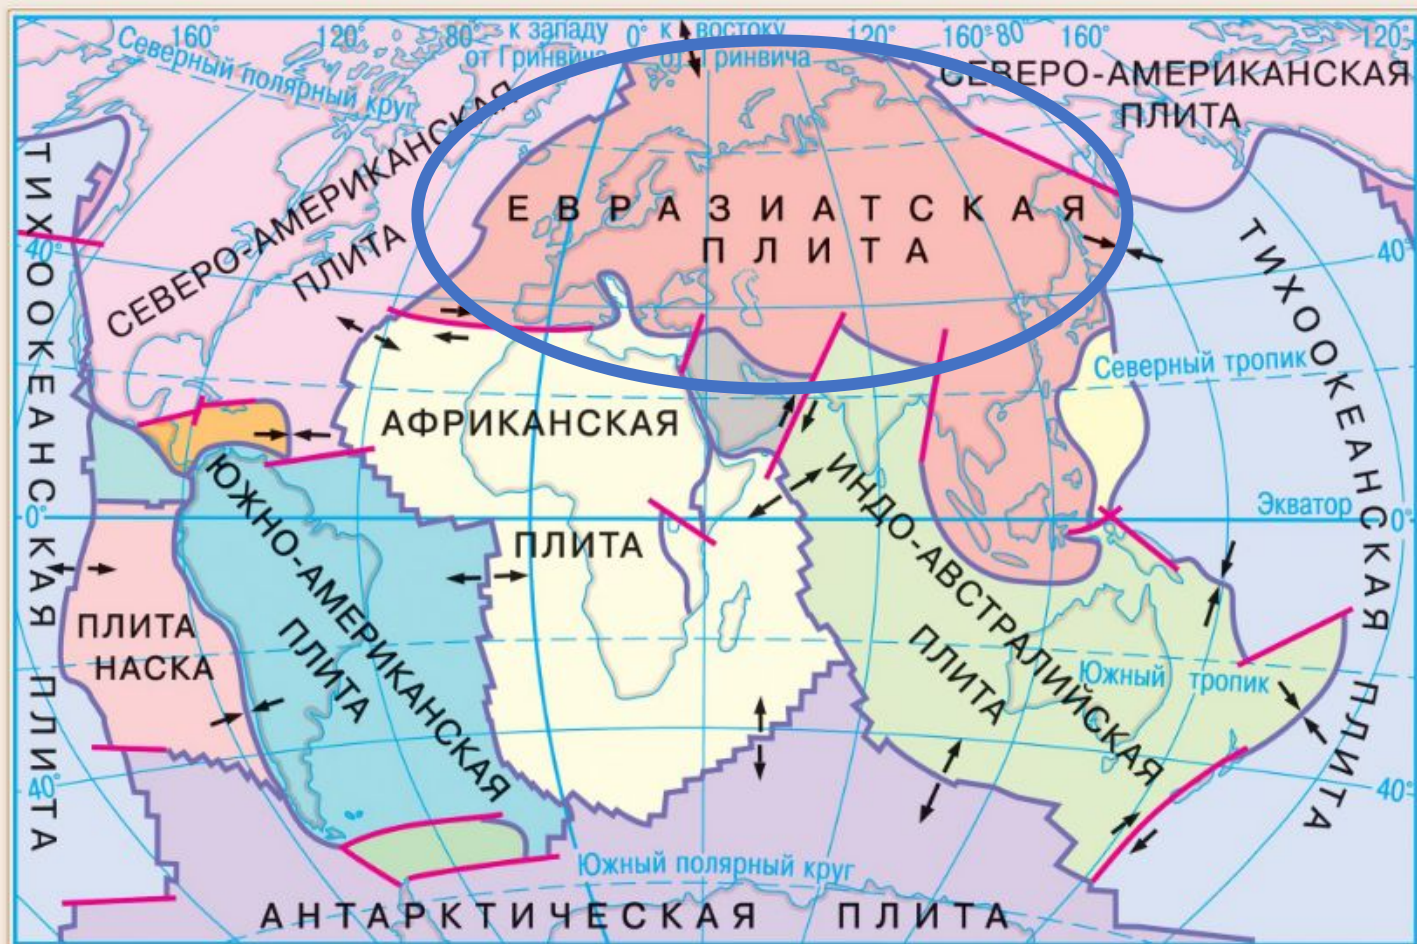 160°
120°
80°
к западу
0°
к востоку
от Гринвича
от Гринвича
120°
160°
80
160°
120°
Северный полярный круг
СЕВЕРО-АМЕРИКАНСКАЯ
ПЛИТА
СЕВЕРО-АМЕРИКАНСКАЯ
ПЛИТА
ЕВРАЗИАТСКАЯ
ПЛИТА
ТИХООКЕАНСКАЯ ПЛИТА
ТИХООКЕАНСКАЯ ПЛИТА
40°
40°
Северный тропик
АФРИКАНСКАЯ
ПЛИТА
ЮЖНО-АМЕРИКАНСКАЯ
ПЛИТА
ИНДО-АВСТРАЛИЙСКАЯ
ПЛИТА
0°
Экватор
0°
ПЛИТА
НАСКА
Южный тропик
40°
40°
Южный полярный круг
АНТАРКТИЧЕСКАЯ ПЛИТА